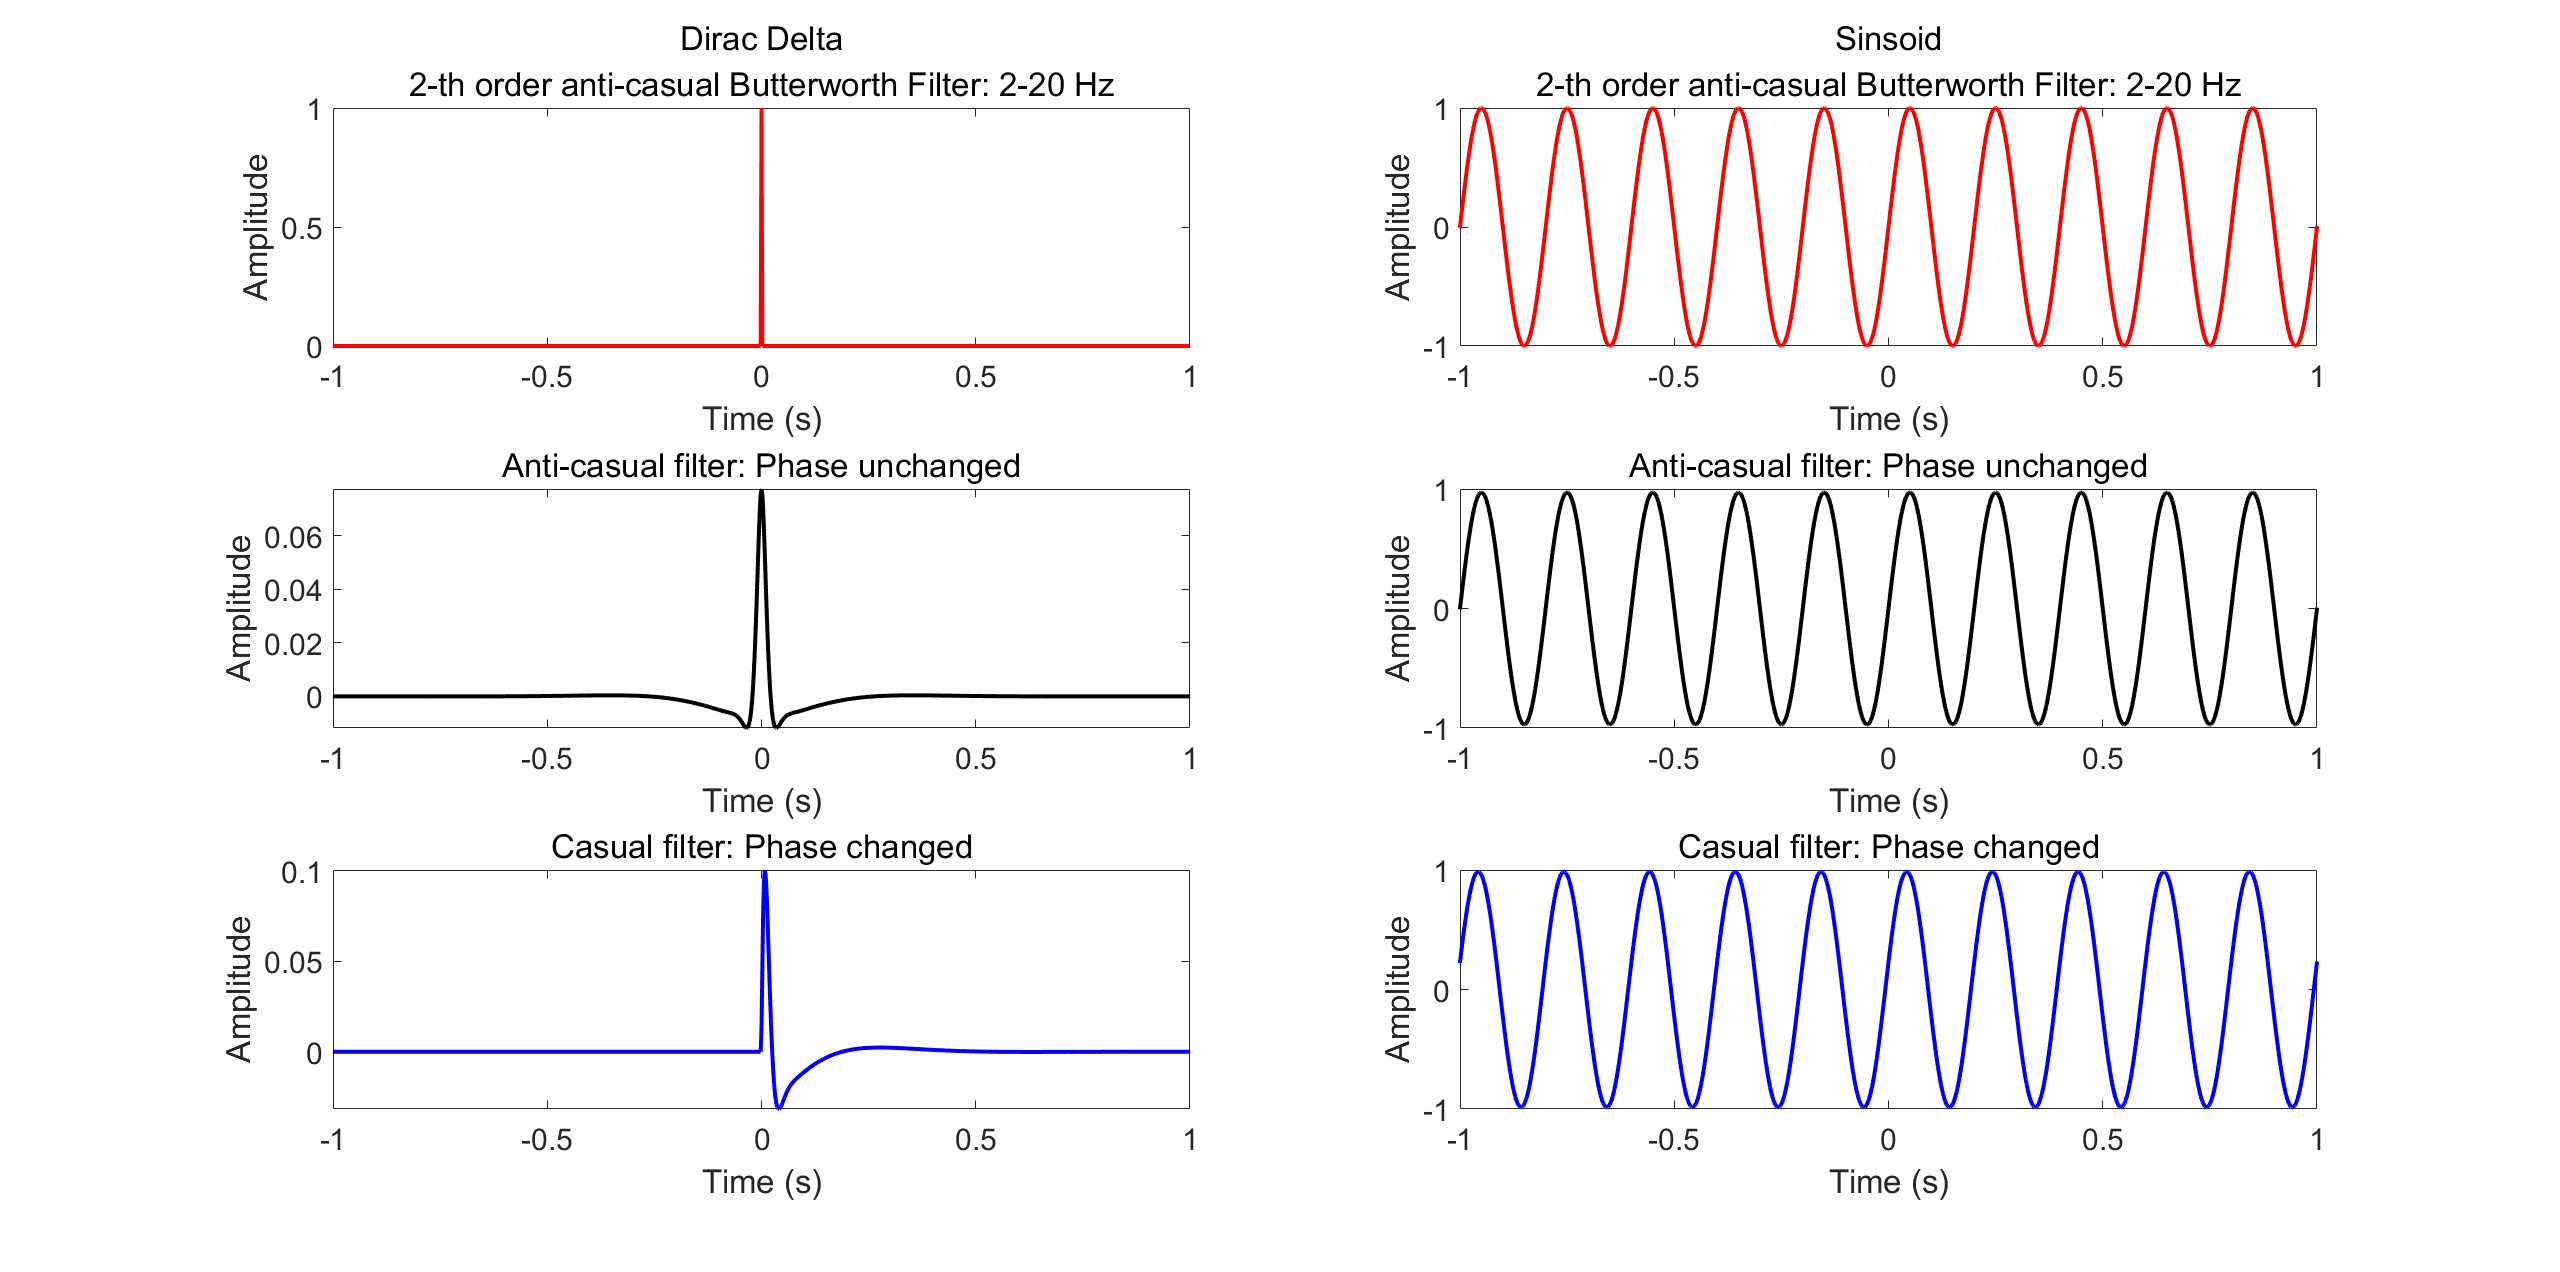 Dirac Delta
2-th order anti-casual Butterworth Filter: 2-20 Hz
1
0.5
0
Amplitude
-1 -0.5 0 0.5 1
Time (s)
Anti-casual filter: Phase unchanged
0.06
0.04
0.02
0
Amplitude
-1 -0.5 0 0.5 1
Time (s)
Casual filter: Phase changed
0.1
0.05
0
Amplitude
-1 -0.5 0 0.5 1
Time (s)
Sinsoid
2-th order anti-casual Butterworth Filter: 2-20 Hz
1
0
-1
Amplitude
-1 -0.5 0 0.5 1
Time (s)
Anti-casual filter: Phase unchanged
1
0
-1
Amplitude
-1 -0.5 0 0.5 1
Time (s)
Casual filter: Phase changed
1
0
-1
Amplitude
-1 -0.5 0 0.5 1
Time (s)